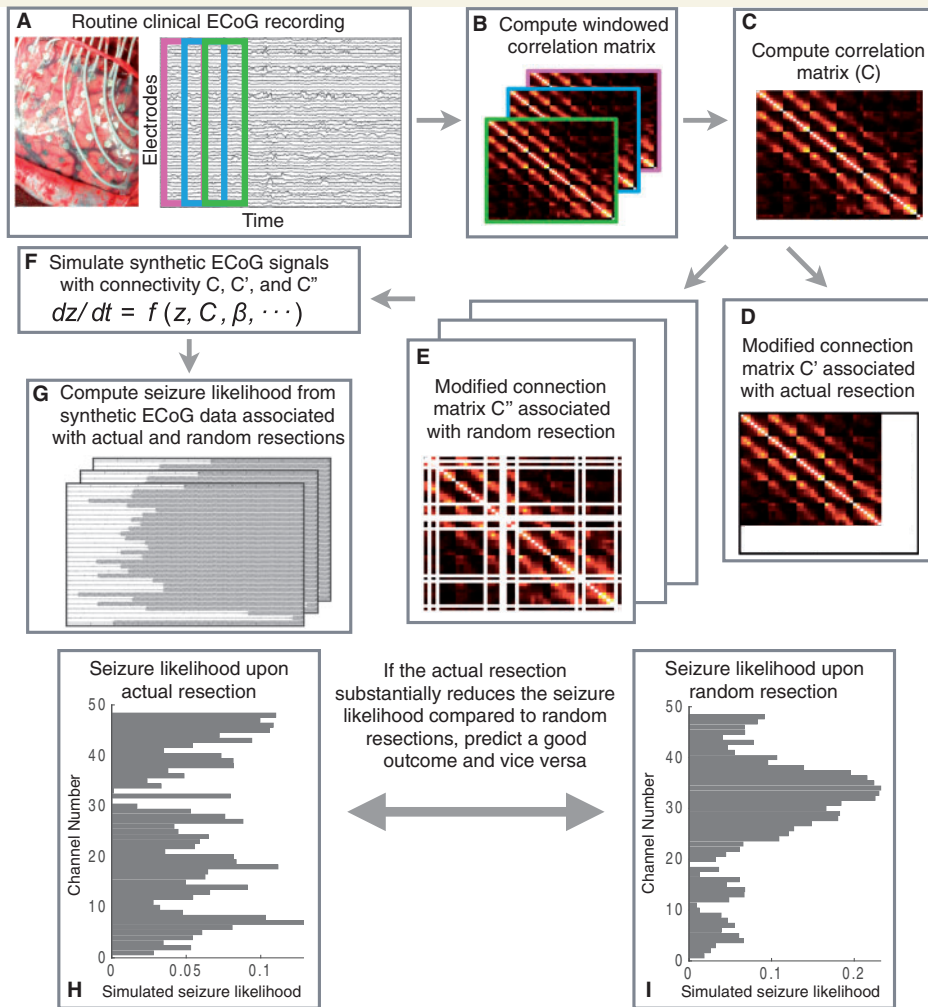 A
Routine clinical ECoG recording
Electrodes
Time
B
Compute windowed
correlation matrix
C
Compute correlation
matrix (C)
D
Modified connection
matrix C' associated
with actual resection
E
Modified connection
matrix C'' associated
with random resection
F
Simulate synthetic ECoG signals
with connectivity C, C', and C"
dz/dt = f (z, C, β, ···)
G
Compute seizure likelihood from
synthetic ECoG data associated
with actual and random resections
Seizure likelihood upon
actual resection
50
40
30
20
10
0
Channel Number
0 0.05 0.1
H
Simulated seizure likelihood
If the actual resection
substantially reduces the seizure
likelihood compared to random
resections, predict a good
outcome and vice versa
Seizure likelihood upon
random resection
50
40
30
20
10
0
Channel Number
0 0.1 0.2
I
Simulated seizure likelihood